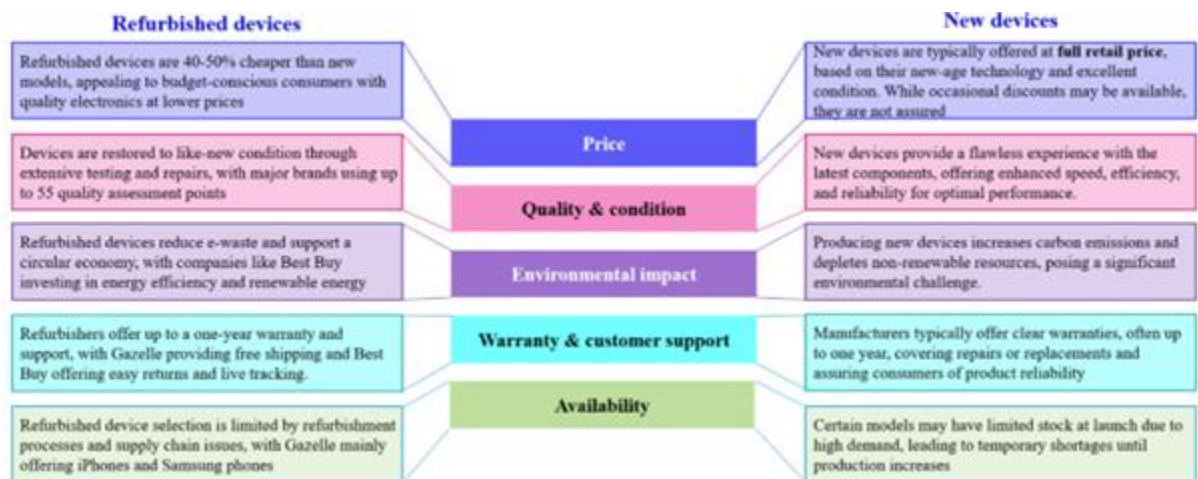 Refurbished devices
New devices
Refurbished devices are 40-50% cheaper than new
models, appealing to budget-conscious consumers with
quality electronics at lower prices
Price
New devices are typically offered at full retail price,
based on their new-age technology and excellent
condition. While occasional discounts may be available,
they are not assured
Devices are restored to like-new condition through
extensive testing and repairs, with major brands using up
to 55 quality assessment points
Quality & condition
New devices provide a flawless experience with the
latest components, offering enhanced speed, efficiency,
and reliability for optimal performance.
Refurbished devices reduce e-waste and support a
circular economy, with companies like Best Buy
investing in energy efficiency and renewable energy
Environmental impact
Producing new devices increases carbon emissions and
depletes non-renewable resources, posing a significant
environmental challenge.
Refurbishers offer up to a one-year warranty and
support, with Gazelle providing free shipping and Best
Buy offering easy returns and live tracking.
Warranty & customer support
Manufacturers typically offer clear warranties, often up
to one year, covering repairs or replacements and
assuring consumers of product reliability
Refurbished device selection is limited by refurbishment
processes and supply chain issues, with Gazelle mainly
offering iPhones and Samsung phones
Availability
Certain models may have limited stock at launch due to
high demand, leading to temporary shortages until
production increases